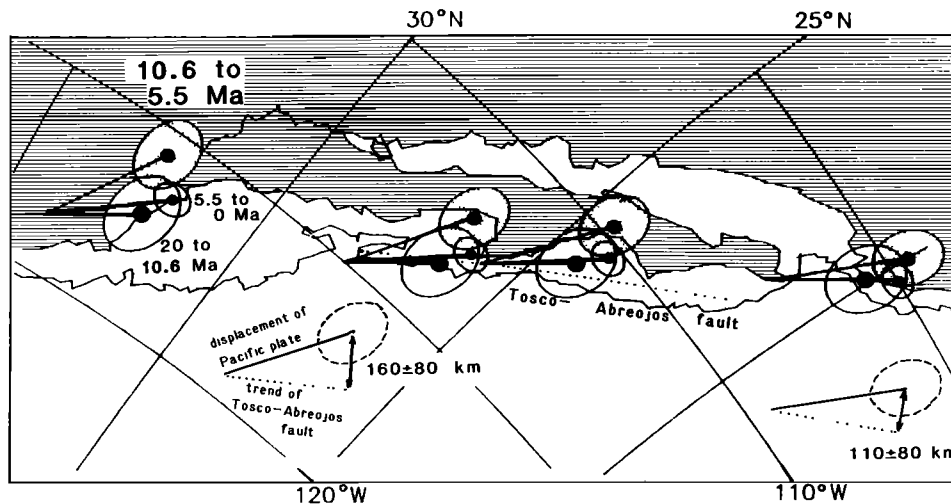 30°N
25°N
10.6 to
5.5 Ma
5.5 to
0 Ma
20 to
10.6 Ma
Tosco- Abreojos fault
displacement of
Pacific plate
160±80 km
trend of
Tosco-Abreojos
fault
110±80 km
120°W
110°W